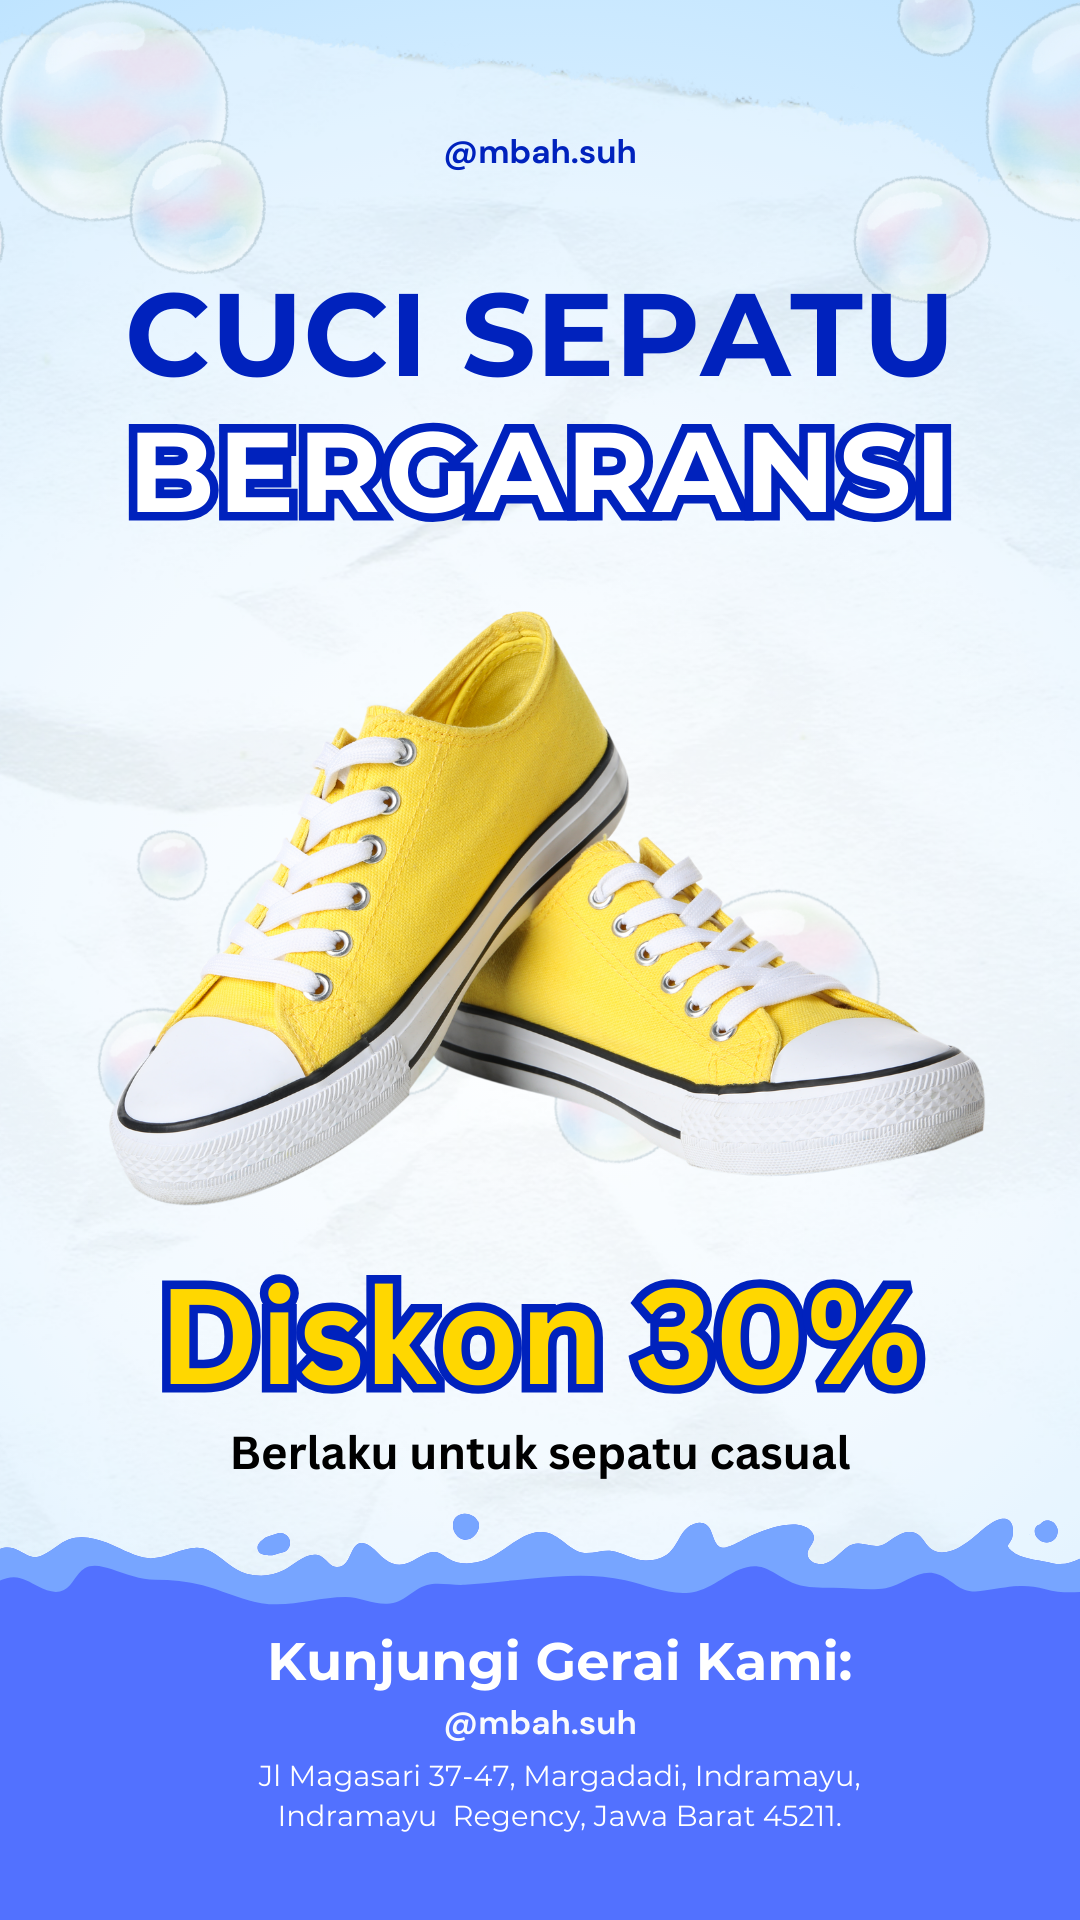 @mbah.suh
CUCI SEPATU
BERGARANSI
Diskon 30%
Berlaku untuk sepatu casual
Kunjungi Gerai Kami:
@mbah.suh
Jl Magasari 37-47, Margadadi, Indramayu,
Indramayu  Regency, Jawa Barat 45211.